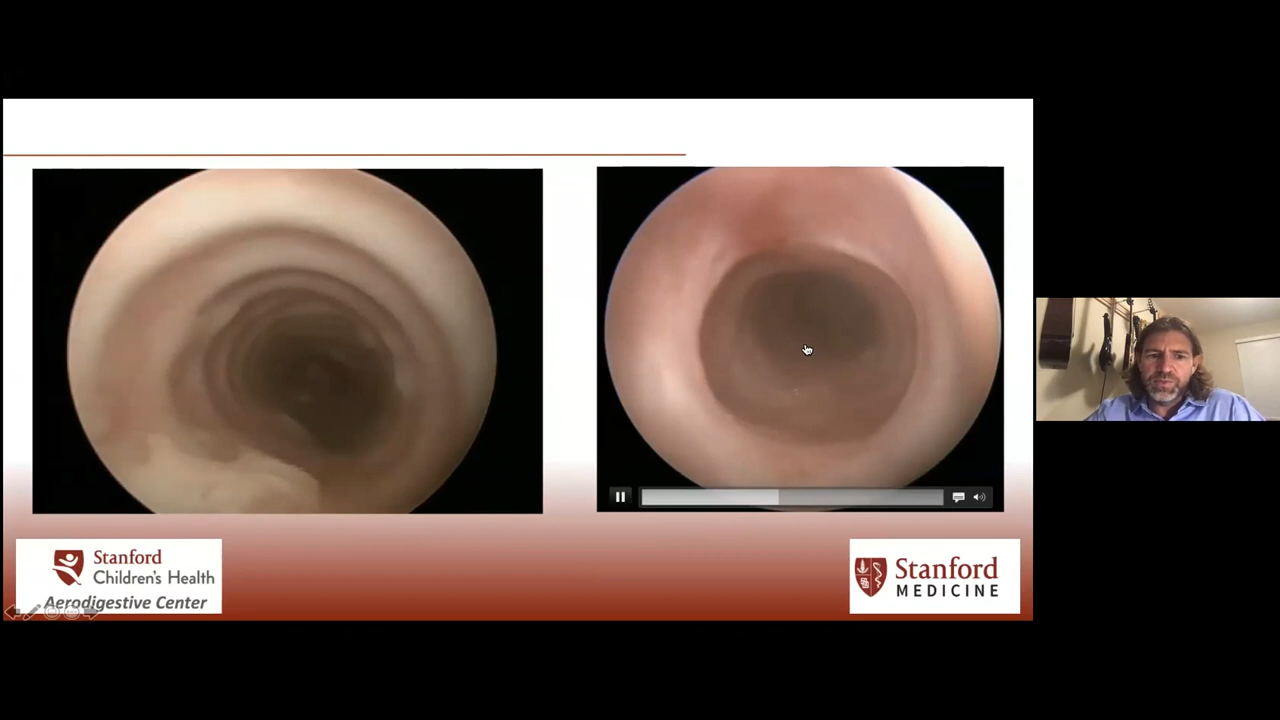 Stanford
Children's Health
Aerodigestive Center
Stanford
MEDICINE